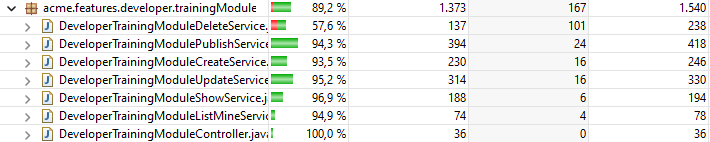 acme.features.developer.trainingModule 89,2 % 1.373 167 1.540
DeveloperTrainingModuleDeleteService. 57,6 % 137 101 238
DeveloperTrainingModulePublishService 94,3 % 394 24 418
DeveloperTrainingModuleCreateService. 93,5 % 230 16 246
DeveloperTrainingModuleUpdateService. 95,2 % 314 16 330
DeveloperTrainingModuleShowService.j 96,9 % 188 6 194
DeveloperTrainingModuleListMineServic 94,9 % 74 4 78
DeveloperTrainingModuleController.java 100,0 % 36 0 36